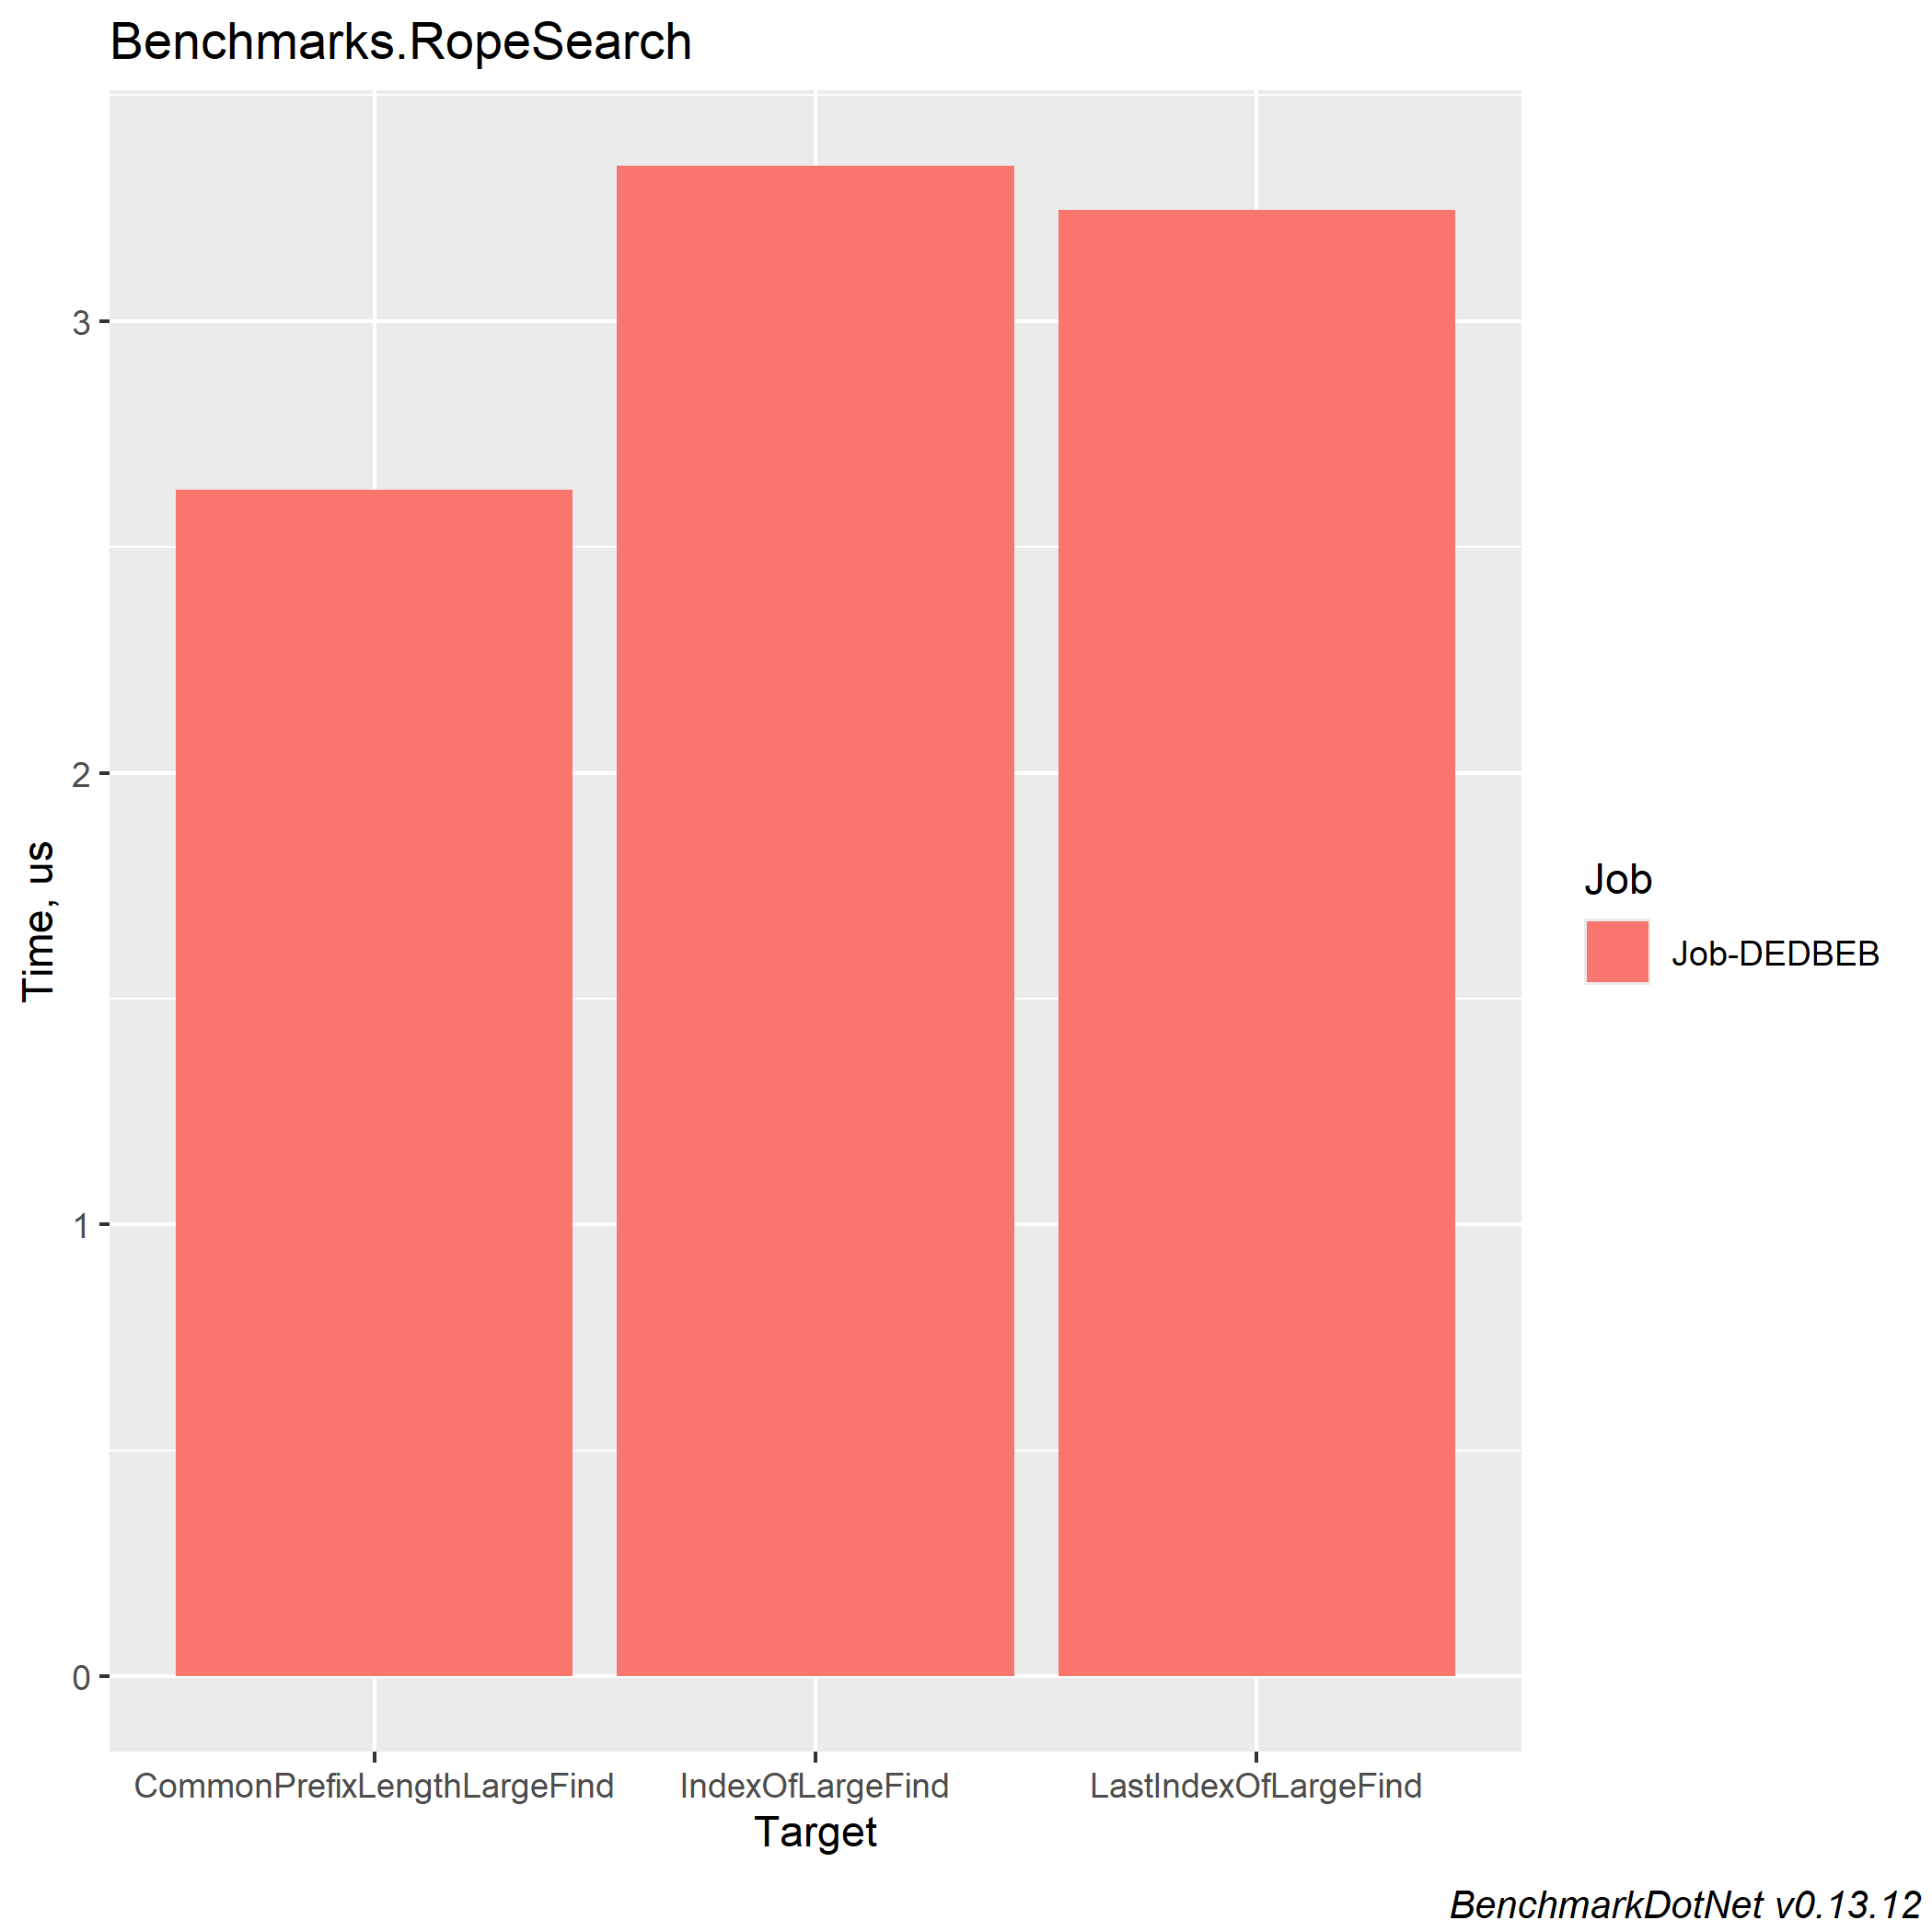 Benchmarks.RopeSearch
Time, us
3
2
1
0
CommonPrefixLengthLargeFind
IndexOfLargeFind
LastIndexOfLargeFind
Target
Job
Job-DEDBEB
BenchmarkDotNet v0.13.12